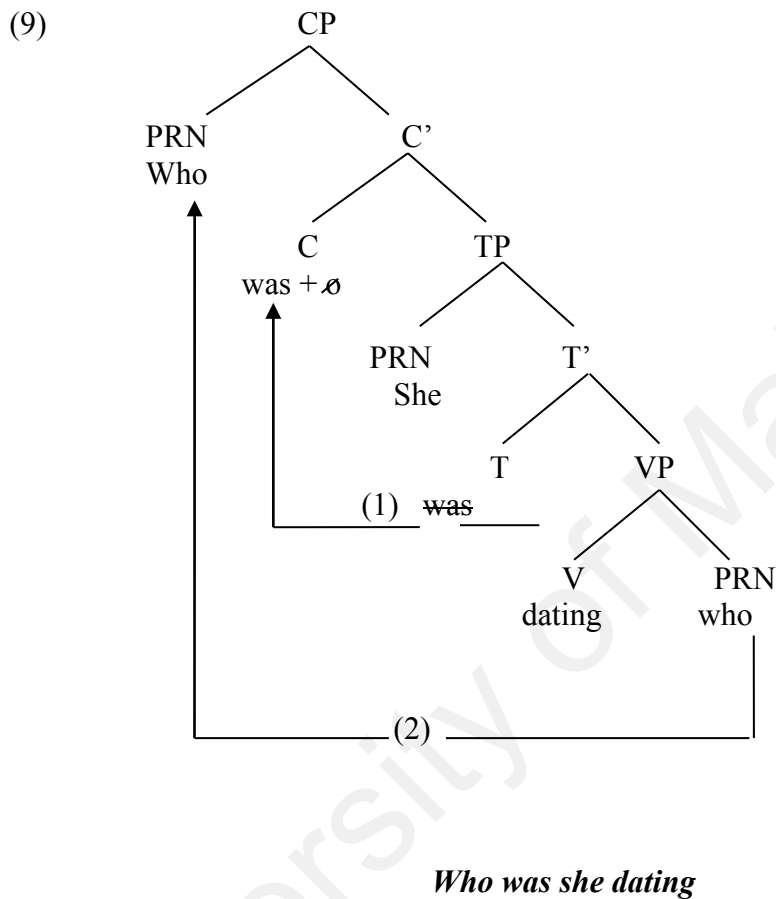 (9)
CP
PRN C’
Who
C TP
was + ø
PRN T’
She
T VP
(1) was
V PRN
dating who
(2)
Who was she dating